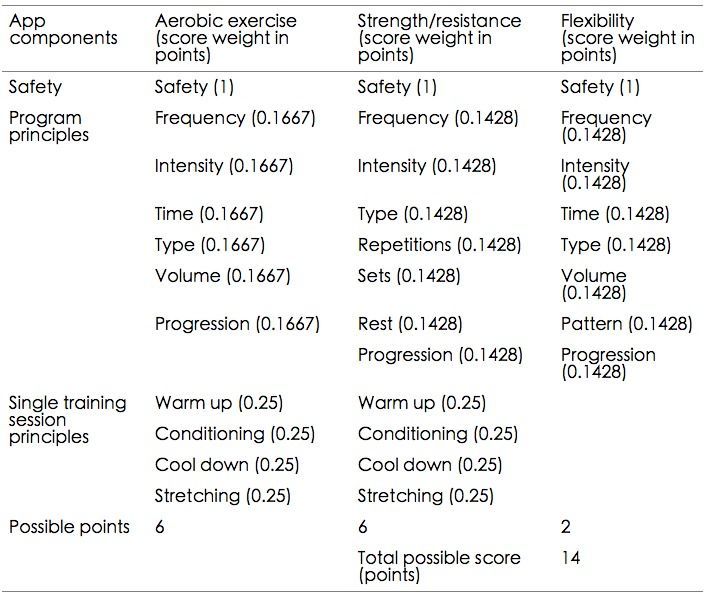 App components Aerobic exercise (score weight in points) Strength/resistance (score weight in points) Flexibility (score weight in points)
Safety Safety (1) Safety (1) Safety (1)
Program principles Frequency (0.1667) Frequency (0.1428) Frequency (0.1428)
Intensity (0.1667) Intensity (0.1428) Intensity (0.1428)
Time (0.1667) Type (0.1428) Time (0.1428)
Type (0.1667) Repetitions (0.1428) Type (0.1428)
Volume (0.1667) Sets (0.1428) Volume (0.1428)
Progression (0.1667) Rest (0.1428) Pattern (0.1428)
Progression (0.1428) Progression (0.1428)
Single training session principles Warm up (0.25) Warm up (0.25)
Conditioning (0.25) Conditioning (0.25)
Cool down (0.25) Cool down (0.25)
Stretching (0.25) Stretching (0.25)
Possible points 6 6 2
Total possible score (points) 14